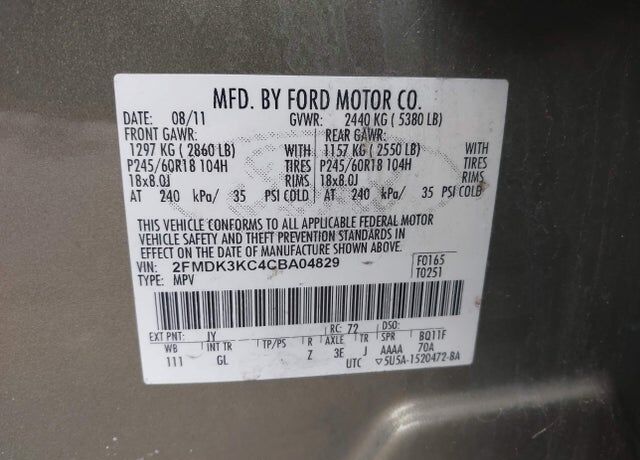 MFD. BY FORD MOTOR CO.
DATE: 08/11 GVWR: 2440 KG ( 5380 LB)
FRONT GAWR: REAR GAWR:
1297 KG ( 2860 LB) WITH 1157 KG ( 2550 LB) WITH
P245/60R18 104H TIRES P245/60R18 104H TIRES
18x8.0J RIMS 18x8.0J RIMS
AT 240 kPa/ 35 PSI COLD AT 240 kPa/ 35 PSI COLD
THIS VEHICLE CONFORMS TO ALL APPLICABLE FEDERAL MOTOR
VEHICLE SAFETY AND THEFT PREVENTION STANDARDS IN
EFFECT ON THE DATE OF MANUFACTURE SHOWN ABOVE.
VIN: 2FMDK3KC4CBA04829 F0165
TYPE: MPV T0251
EXT PNT: JY RC: 72 DSO:
WB INT TR TP/PS R AXLE TR SPR BQ11F
111 GL Z 3E J AAAA 70A
UTC ▽5U5A-1520472-BA